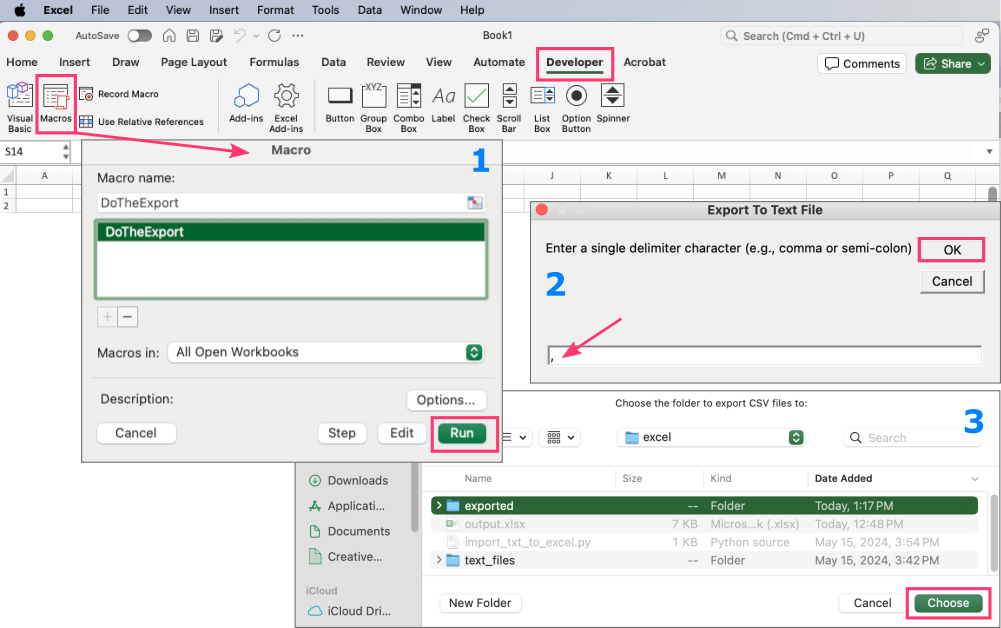 Excel File Edit View Insert Format Tools Data Window Help
AutoSave Book1 Search (Cmd + Ctrl + U)
Home Insert Draw Page Layout Formulas Data Review View Automate Developer Acrobat Comments Share
Visual Basic
Macros
Record Macro
Use Relative References
Add-ins
Excel Add-ins
Button
Group Box
XYZ
Combo Box
Aa
Label
Check Box
Scroll Bar
List Box
Option Button
Spinner
S14
A J K L M N O P Q
1
2
Macro
1
Macro name:
DoTheExport
DoTheExport
+ −
Macros in: All Open Workbooks
Description:
Options...
Cancel Step Edit Run
Export To Text File
Enter a single delimiter character (e.g., comma or semi-colon)
OK
Cancel
2
,
Choose the folder to export CSV files to:
3
excel
Search
Downloads
Applicati...
Documents
Creative...
iCloud
iCloud Dri...
Name Size Kind Date Added
exported -- Folder Today, 1:17 PM
output.xlsx 7 KB Micros...k (.xlsx) Today, 12:48 PM
import_txt_to_excel.py 1 KB Python source May 15, 2024, 3:54 PM
text_files -- Folder May 15, 2024, 3:42 PM
New Folder Cancel Choose